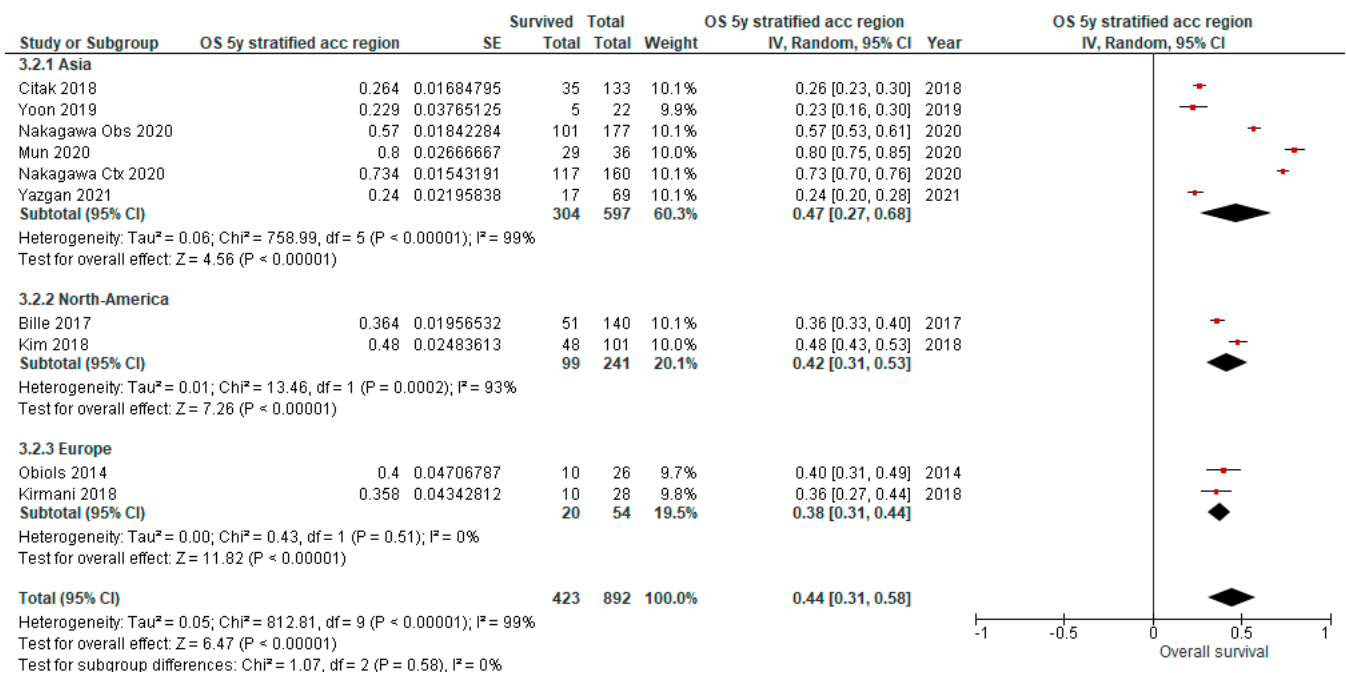 Survived Total OS 5y stratified acc region OS 5y stratified acc region
Study or Subgroup OS 5y stratified acc region SE Total Total Weight IV, Random, 95% CI Year IV, Random, 95% CI
3.2.1 Asia
Citak 2018 0.264 0.01684795 35 133 10.1% 0.26 [0.23, 0.30] 2018
Yoon 2019 0.229 0.03765125 5 22 9.9% 0.23 [0.16, 0.30] 2019
Nakagawa Obs 2020 0.57 0.01842284 101 177 10.1% 0.57 [0.53, 0.61] 2020
Mun 2020 0.8 0.02666667 29 36 10.0% 0.80 [0.75, 0.85] 2020
Nakagawa Ctx 2020 0.734 0.01543191 117 160 10.1% 0.73 [0.70, 0.76] 2020
Yazgan 2021 0.24 0.02195838 17 69 10.1% 0.24 [0.20, 0.28] 2021
Subtotal (95% CI) 304 597 60.3% 0.47 [0.27, 0.68]
Heterogeneity: Tau² = 0.06; Chi² = 758.99, df = 5 (P < 0.00001); I² = 99%
Test for overall effect: Z = 4.56 (P < 0.00001)
3.2.2 North-America
Bille 2017 0.364 0.01956532 51 140 10.1% 0.36 [0.33, 0.40] 2017
Kim 2018 0.48 0.02483613 48 101 10.0% 0.48 [0.43, 0.53] 2018
Subtotal (95% CI) 99 241 20.1% 0.42 [0.31, 0.53]
Heterogeneity: Tau² = 0.01; Chi² = 13.46, df = 1 (P = 0.0002); I² = 93%
Test for overall effect: Z = 7.26 (P < 0.00001)
3.2.3 Europe
Obiols 2014 0.4 0.04706787 10 26 9.7% 0.40 [0.31, 0.49] 2014
Kirmani 2018 0.358 0.04342812 10 28 9.8% 0.36 [0.27, 0.44] 2018
Subtotal (95% CI) 20 54 19.5% 0.38 [0.31, 0.44]
Heterogeneity: Tau² = 0.00; Chi² = 0.43, df = 1 (P = 0.51); I² = 0%
Test for overall effect: Z = 11.82 (P < 0.00001)
Total (95% CI) 423 892 100.0% 0.44 [0.31, 0.58]
Heterogeneity: Tau² = 0.05; Chi² = 812.81, df = 9 (P < 0.00001); I² = 99%
Test for overall effect: Z = 6.47 (P < 0.00001)
Test for subgroup differences: Chi² = 1.07, df = 2 (P = 0.58), I² = 0%
-1 -0.5 0 0.5 1
Overall survival